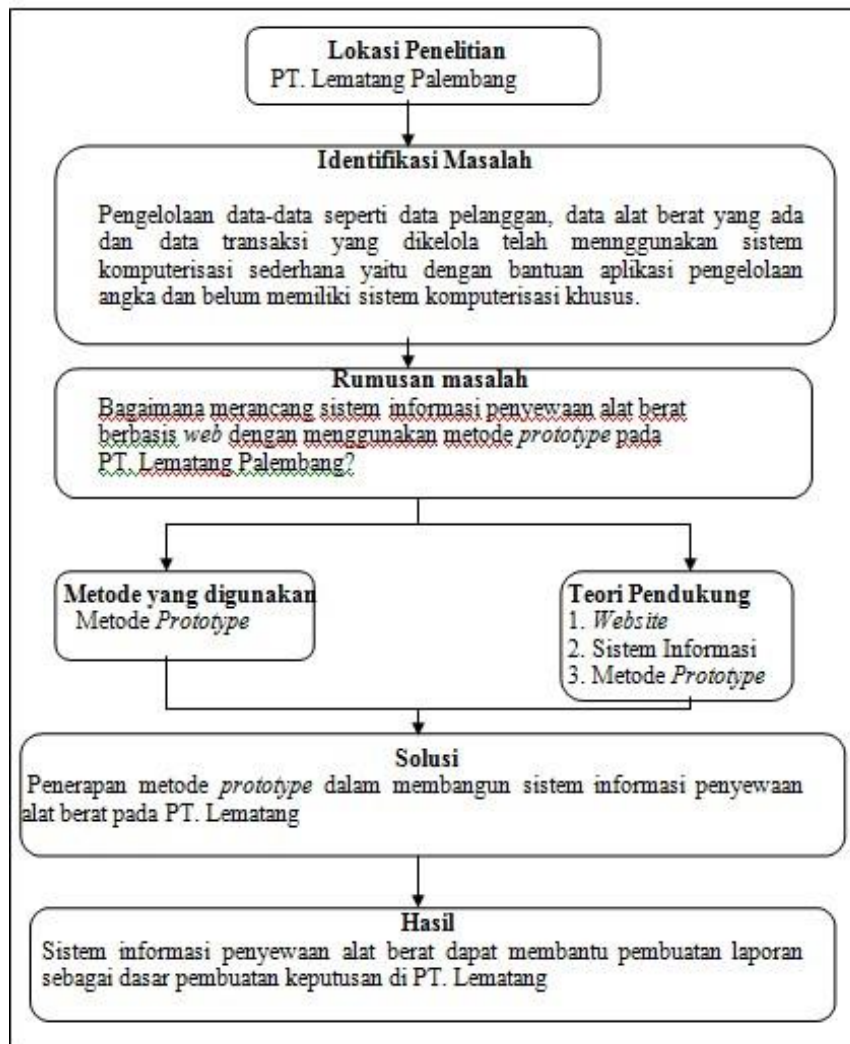 Lokasi Penelitian
PT. Lematang Palembang
Identifikasi Masalah
Pengelolaan data-data seperti data pelanggan, data alat berat yang ada
dan data transaksi yang dikelola telah mennggunakan sistem
komputerisasi sederhana yaitu dengan bantuan aplikasi pengelolaan
angka dan belum memiliki sistem komputerisasi khusus.
Rumusan masalah
Bagaimana merancang sistem informasi penyewaan alat berat
berbasis web dengan menggunakan metode prototype pada
PT. Lematang Palembang?
Metode yang digunakan
Metode Prototype
Teori Pendukung
1. Website
2. Sistem Informasi
3. Metode Prototype
Solusi
Penerapan metode prototype dalam membangun sistem informasi penyewaan
alat berat pada PT. Lematang
Hasil
Sistem informasi penyewaan alat berat dapat membantu pembuatan laporan
sebagai dasar pembuatan keputusan di PT. Lematang